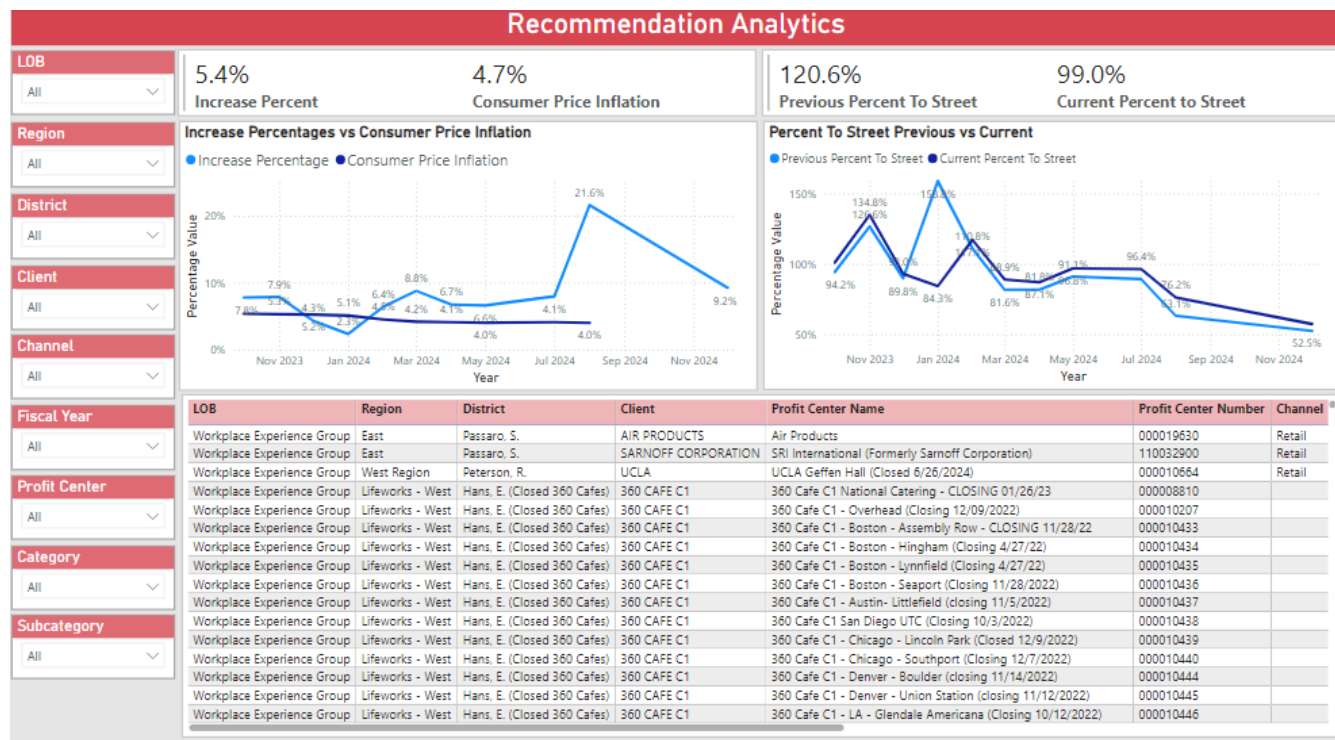 Recommendation Analytics
LOB
All
Region
All
District
All
Client
All
Channel
All
Fiscal Year
All
Profit Center
All
Category
All
Subcategory
All
5.4%
Increase Percent
4.7%
Consumer Price Inflation
120.6%
Previous Percent To Street
99.0%
Current Percent to Street
Increase Percentages vs Consumer Price Inflation
Increase Percentage Consumer Price Inflation
Percentage Value
20%
10%
0%
7.8%
7.9%
5.3%
4.3%
5.2%
5.1%
2.3%
6.4%
8.8%
4.2%
6.7%
4.1%
6.6%
4.0%
4.1%
21.6%
4.0%
9.2%
Nov 2023 Jan 2024 Mar 2024 May 2024 Jul 2024 Sep 2024 Nov 2024
Year
Percent To Street Previous vs Current
Previous Percent To Street Current Percent To Street
Percentage Value
150%
100%
50%
94.2%
134.8%
126.6%
89.8%
84.3%
110.8%
81.6%
81.8%
87.1%
91.1%
96.4%
76.2%
63.1%
52.5%
Nov 2023 Jan 2024 Mar 2024 May 2024 Jul 2024 Sep 2024 Nov 2024
Year
LOB Region District Client Profit Center Name Profit Center Number Channel
Workplace Experience Group East Passaro, S. AIR PRODUCTS Air Products 000019630 Retail
Workplace Experience Group East Passaro, S. SARNOFF CORPORATION SRI International (Formerly Sarnoff Corporation) 110032900 Retail
Workplace Experience Group West Region Peterson, R. UCLA UCLA Geffen Hall (Closed 6/26/2024) 000010664 Retail
Workplace Experience Group Lifeworks - West Hans, E. (Closed 360 Cafes) 360 CAFE C1 360 Cafe C1 National Catering - CLOSING 01/26/23 000008810
Workplace Experience Group Lifeworks - West Hans, E. (Closed 360 Cafes) 360 CAFE C1 360 Cafe C1 - Overhead (Closing 12/09/2022) 000010207
Workplace Experience Group Lifeworks - West Hans, E. (Closed 360 Cafes) 360 CAFE C1 360 Cafe C1 - Boston - Assembly Row - CLOSING 11/28/22 000010433
Workplace Experience Group Lifeworks - West Hans, E. (Closed 360 Cafes) 360 CAFE C1 360 Cafe C1 - Boston - Hingham (Closing 4/27/22) 000010434
Workplace Experience Group Lifeworks - West Hans, E. (Closed 360 Cafes) 360 CAFE C1 360 Cafe C1 - Boston - Lynnfield (Closing 4/27/22) 000010435
Workplace Experience Group Lifeworks - West Hans, E. (Closed 360 Cafes) 360 CAFE C1 360 Cafe C1 - Boston - Seaport (Closing 11/28/2022) 000010436
Workplace Experience Group Lifeworks - West Hans, E. (Closed 360 Cafes) 360 CAFE C1 360 Cafe C1 - Austin- Littlefield (closing 11/5/2022) 000010437
Workplace Experience Group Lifeworks - West Hans, E. (Closed 360 Cafes) 360 CAFE C1 360 Cafe C1 San Diego UTC (Closing 10/3/2022) 000010438
Workplace Experience Group Lifeworks - West Hans, E. (Closed 360 Cafes) 360 CAFE C1 360 Cafe C1 - Chicago - Lincoln Park (Closed 12/9/2022) 000010439
Workplace Experience Group Lifeworks - West Hans, E. (Closed 360 Cafes) 360 CAFE C1 360 Cafe C1 - Chicago - Southport (Closing 12/7/2022) 000010440
Workplace Experience Group Lifeworks - West Hans, E. (Closed 360 Cafes) 360 CAFE C1 360 Cafe C1 - Denver - Boulder (closing 11/14/2022) 000010444
Workplace Experience Group Lifeworks - West Hans, E. (Closed 360 Cafes) 360 CAFE C1 360 Cafe C1 - Denver - Union Station (closing 11/12/2022) 000010445
Workplace Experience Group Lifeworks - West Hans, E. (Closed 360 Cafes) 360 CAFE C1 360 Cafe C1 - LA - Glendale Americana (Closing 10/12/2022) 000010446